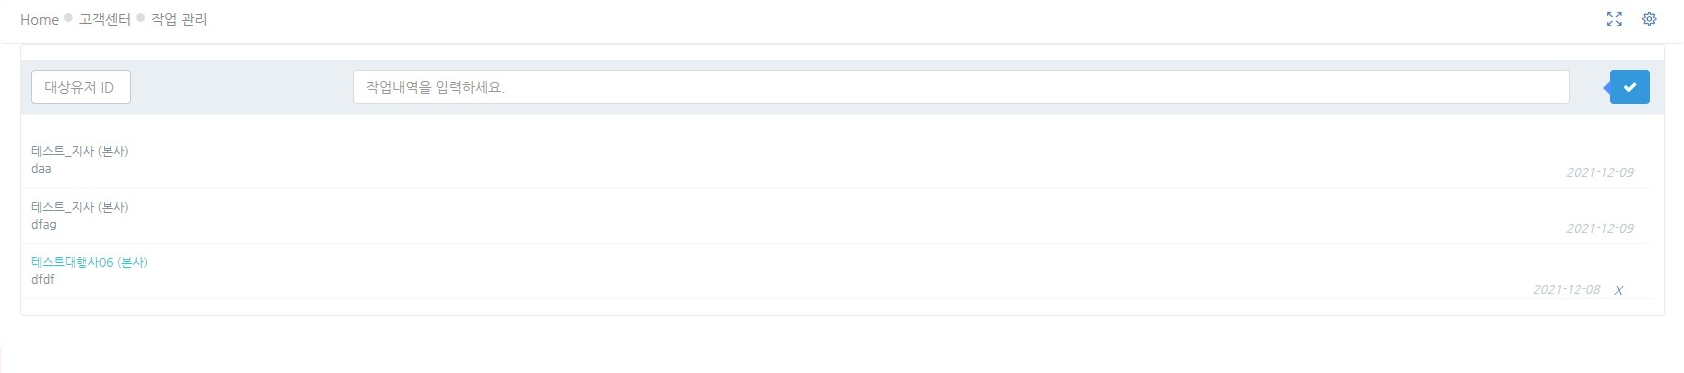 Home 고객센터 작업 관리
대상유저 ID 작업내역을 입력하세요.
테스트_지사 (본사)
daa
2021-12-09
테스트_지사 (본사)
dfag
2021-12-09
테스트대행사06 (본사)
dfdf
2021-12-08 X